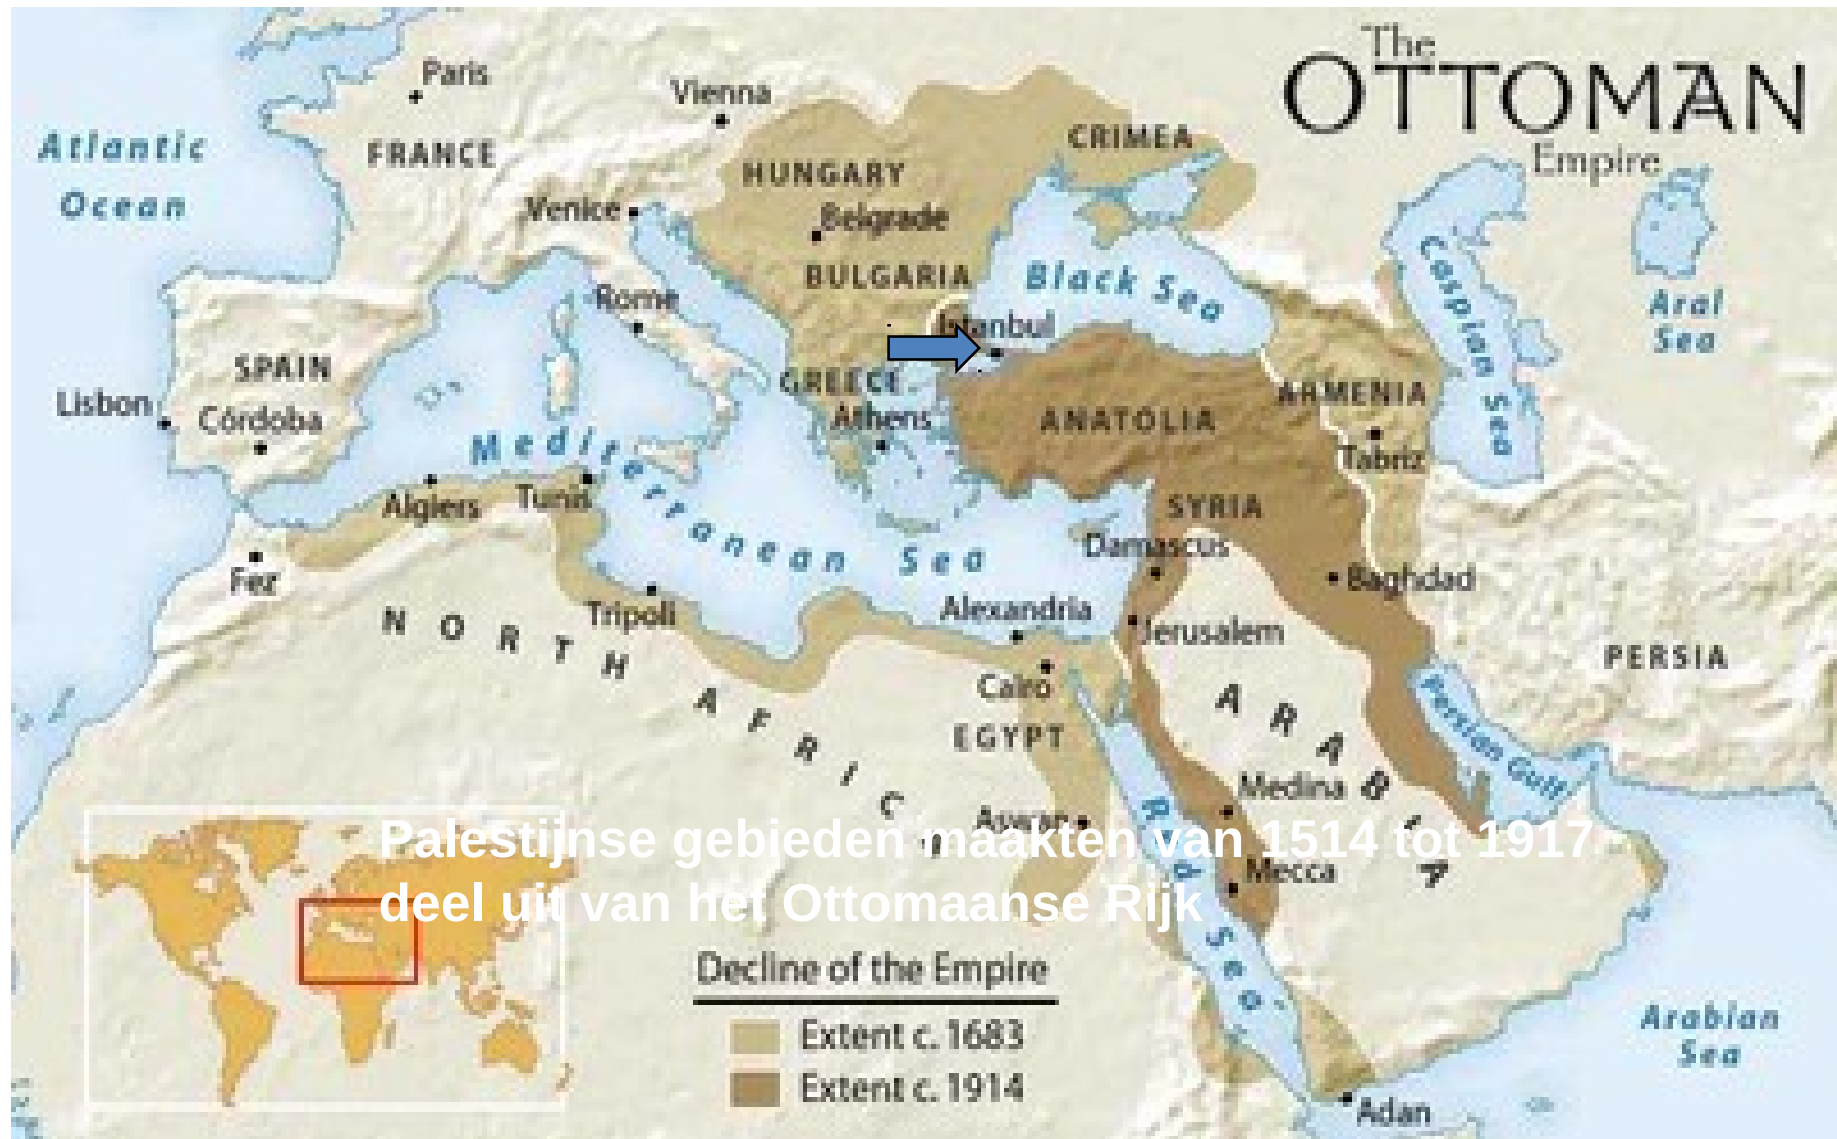 The
OTTOMAN
Empire
Paris
Vienna
Atlantic
Ocean
FRANCE
CRIMEA
HUNGARY
Venice
Belgrade
BULGARIA
Black Sea
Caspian Sea
Aral
Sea
Rome
Istanbul
SPAIN
GREECE
ARMENIA
Lisbon
Córdoba
Athens
ANATOLIA
Mediterranean Sea
Tabriz
Algiers
Tunis
SYRIA
Damascus
Fez
Baghdad
Tripoli
Alexandria
Jerusalem
NORTH AFRICA
PERSIA
Cairo
ARABIA
Persian Gulf
EGYPT
Medina
Red Sea
Aswan
Palestijnse gebieden maakten van 1514 tot 1917
deel uit van het Ottomaanse Rijk
Mecca
Decline of the Empire
Extent c. 1683
Extent c. 1914
Arabian
Sea
Adan